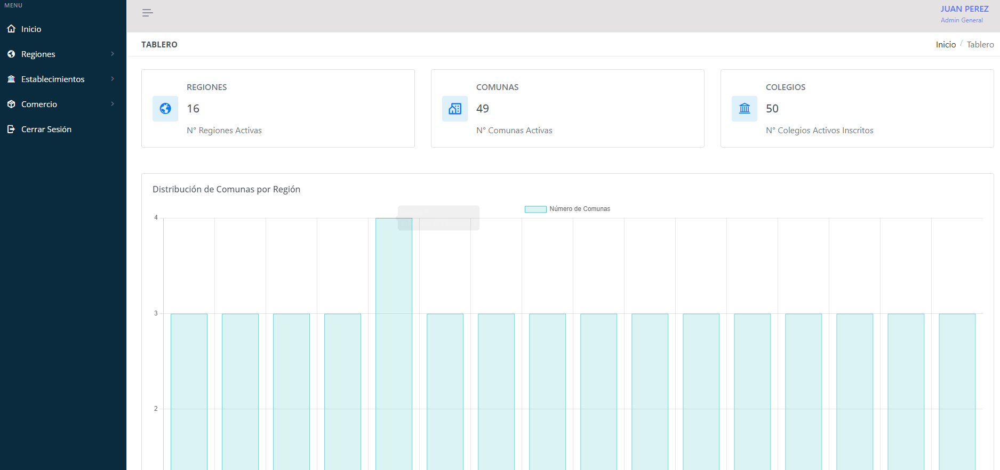 MENU
Inicio
Regiones
Establecimientos
Comercio
Cerrar Sesión
JUAN PEREZ
Admin General
TABLERO
Inicio / Tablero
REGIONES
16
N° Regiones Activas
COMUNAS
49
N° Comunas Activas
COLEGIOS
50
N° Colegios Activos Inscritos
Distribución de Comunas por Región
Número de Comunas
4
3
2